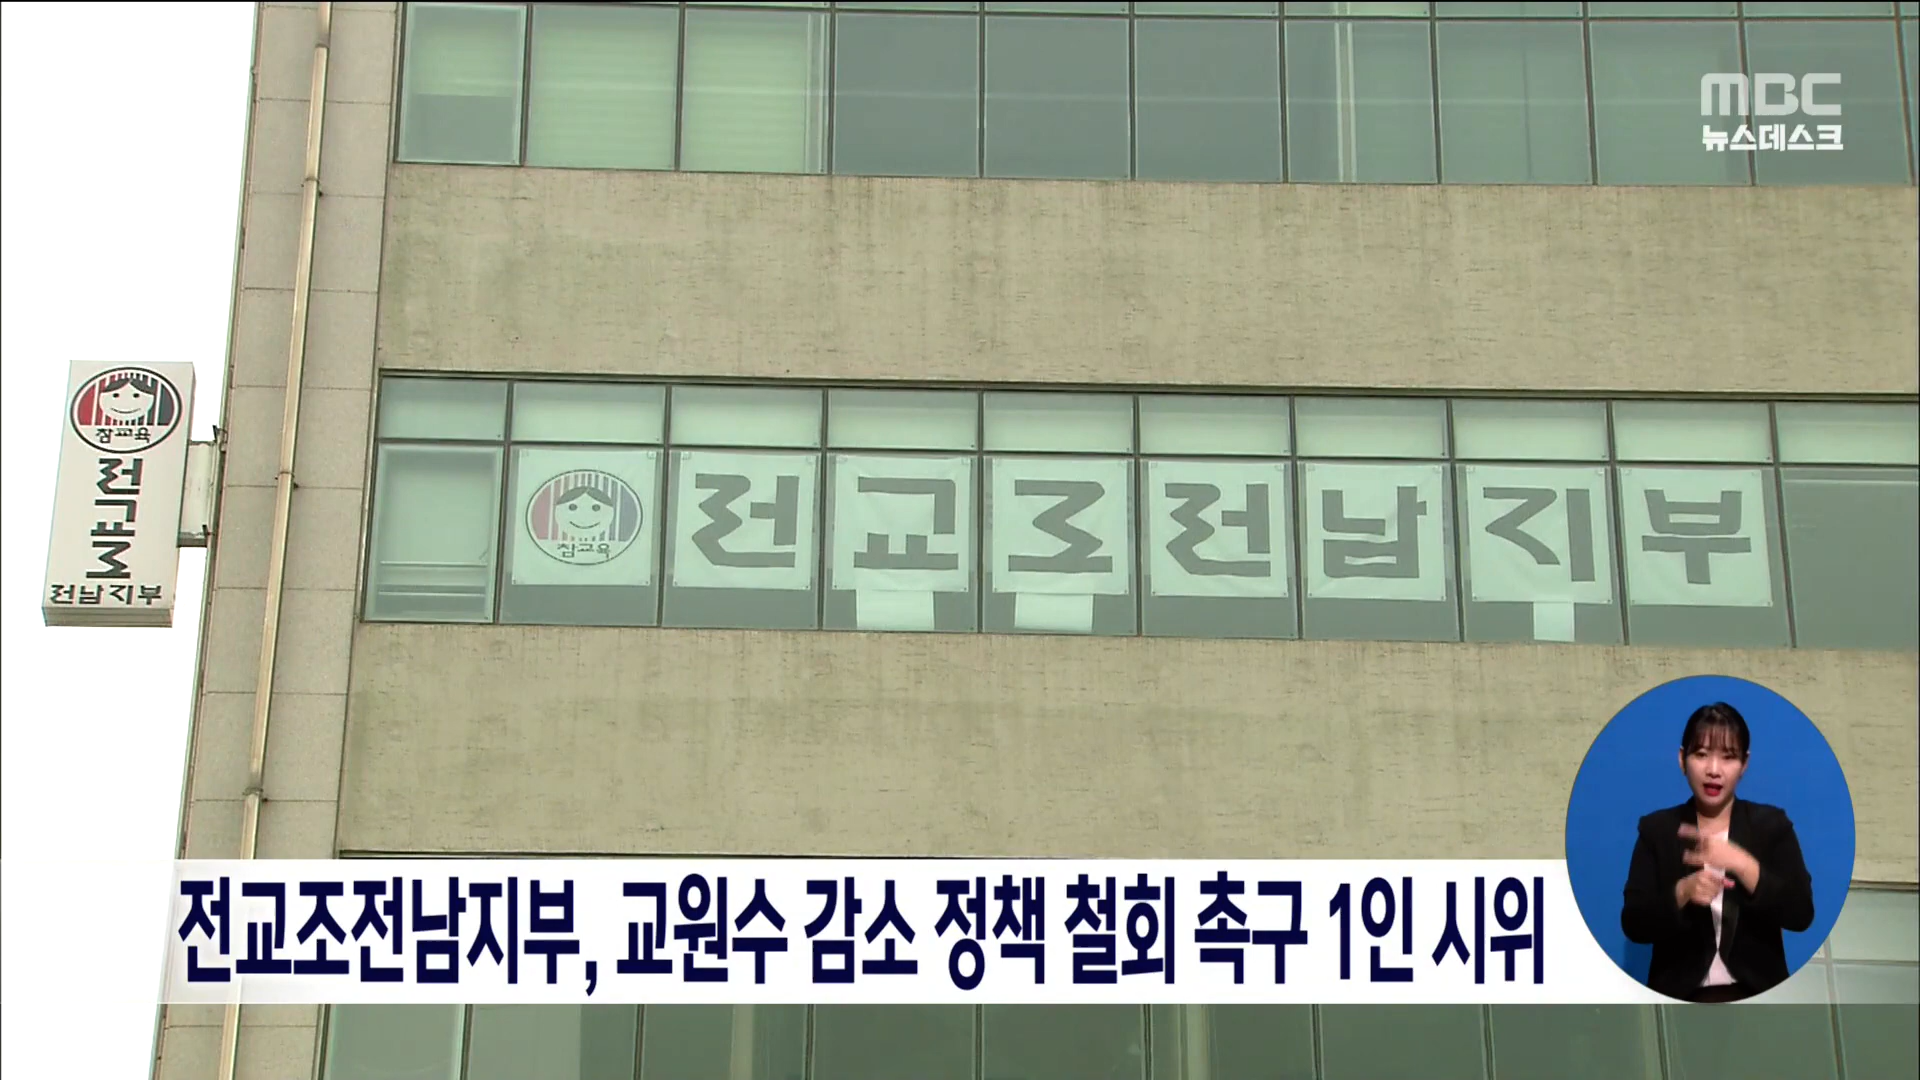 MBC
뉴스데스크
참교육
전교조
전남지부
참교육
전교조전남지부
전교조전남지부, 교원수 감소 정책 철회 촉구 1인 시위